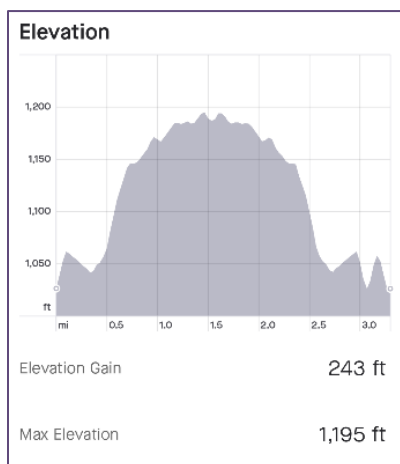 Elevation
1,200
1,150
1,100
1,050
ft
mi 0.5 1.0 1.5 2.0 2.5 3.0
Elevation Gain 243 ft
Max Elevation 1,195 ft